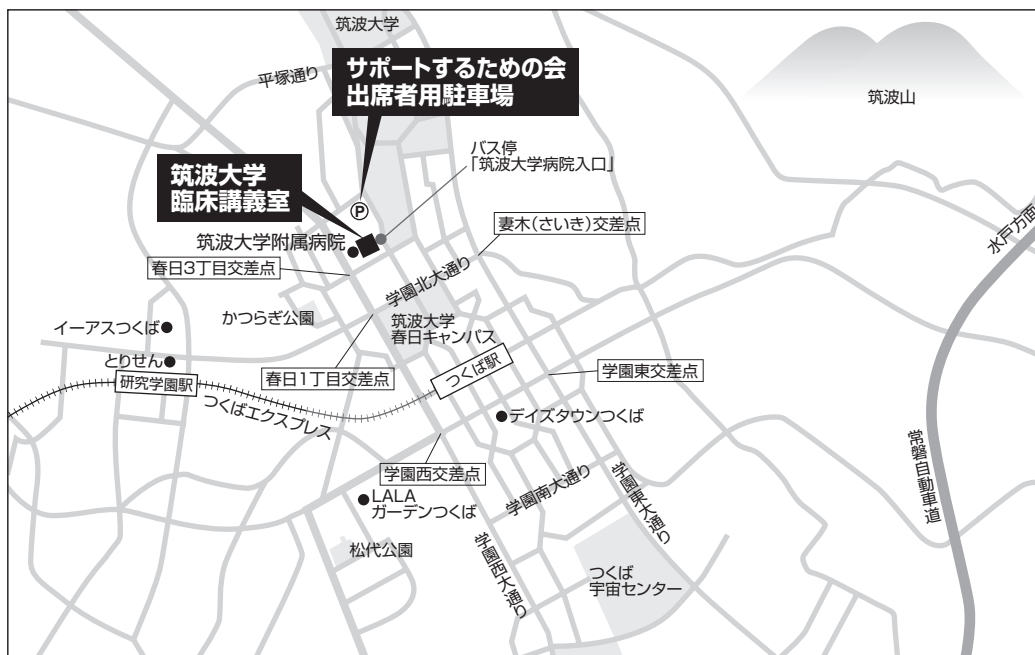 筑波大学
サポートするための会
出席者用駐車場
平塚通り
筑波山
バス停
「筑波大学病院入口」
筑波大学
臨床講義室
P
妻木(さいき)交差点
水戸方面
筑波大学附属病院
春日3丁目交差点
学園北大通り
かつらぎ公園
筑波大学
春日キャンパス
イーアスつくば
とりせん
つくば駅
春日1丁目交差点
学園東交差点
研究学園駅
つくばエクスプレス
デイズタウンつくば
常磐自動車道
学園西交差点
学園南大通り
学園東大通り
LALA
ガーデンつくば
松代公園
学園西大通り
つくば
宇宙センター